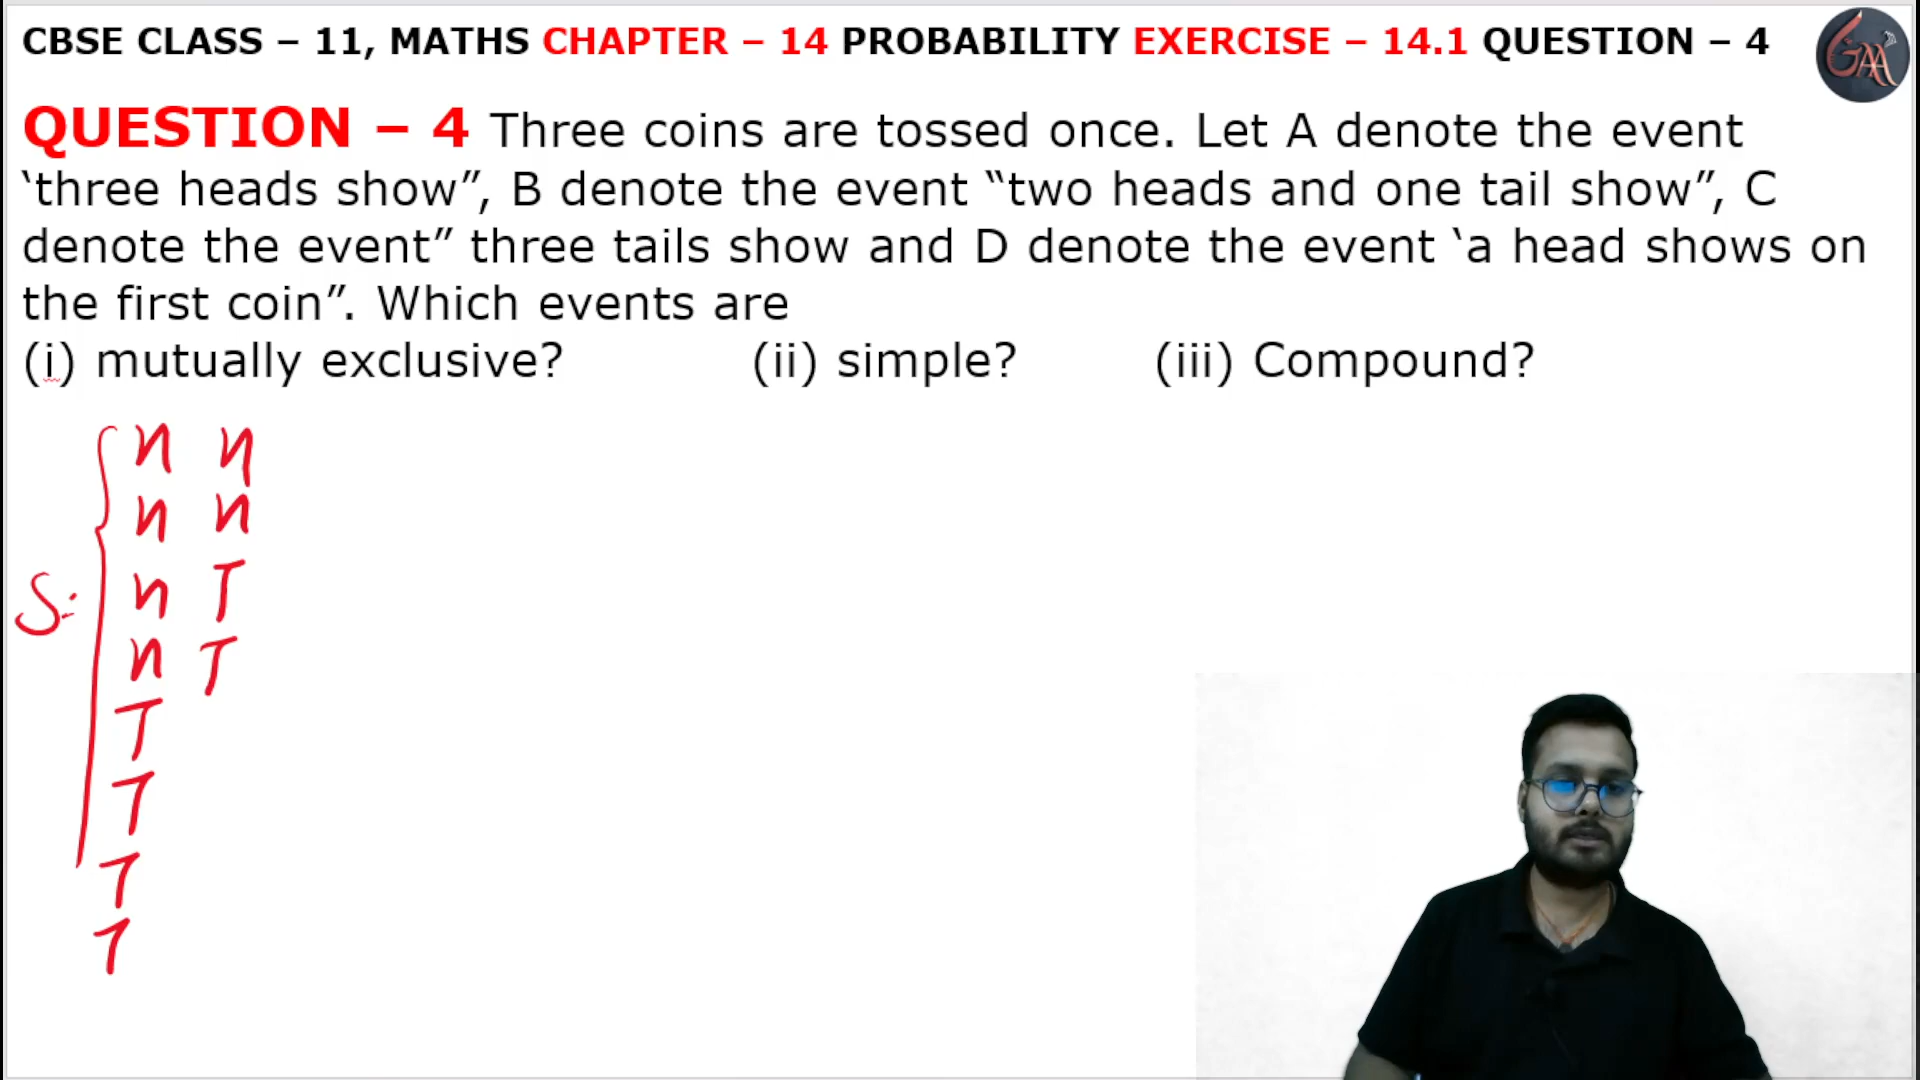 CBSE CLASS – 11, MATHS CHAPTER – 14 PROBABILITY EXERCISE – 14.1 QUESTION – 4
QUESTION – 4 Three coins are tossed once. Let A denote the event
‘three heads show”, B denote the event “two heads and one tail show”, C
denote the event” three tails show and D denote the event ‘a head shows on
the first coin”. Which events are
(i) mutually exclusive? (ii) simple? (iii) Compound?
H H
H H
S = { H T
H T
T
T
T
T